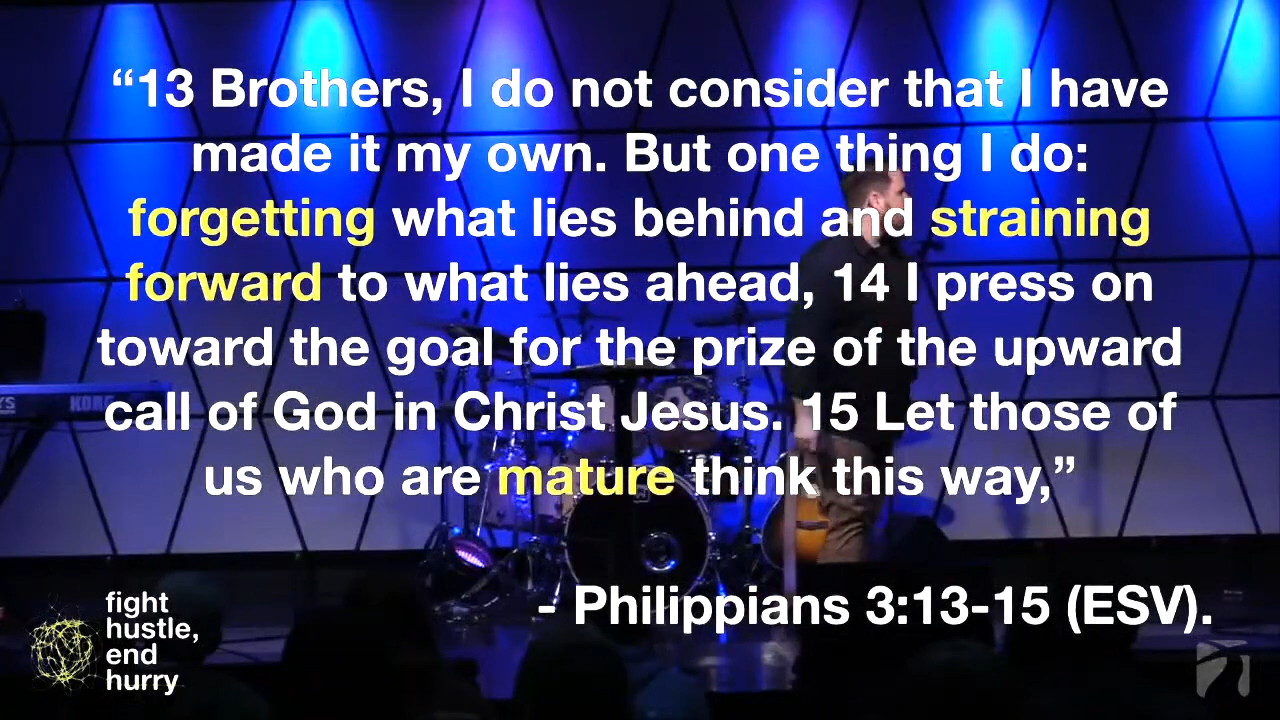 “13 Brothers, I do not consider that I have
made it my own. But one thing I do:
forgetting what lies behind and straining
forward to what lies ahead, 14 I press on
toward the goal for the prize of the upward
call of God in Christ Jesus. 15 Let those of
us who are mature think this way,”
- Philippians 3:13-15 (ESV).
fight
hustle,
end
hurry